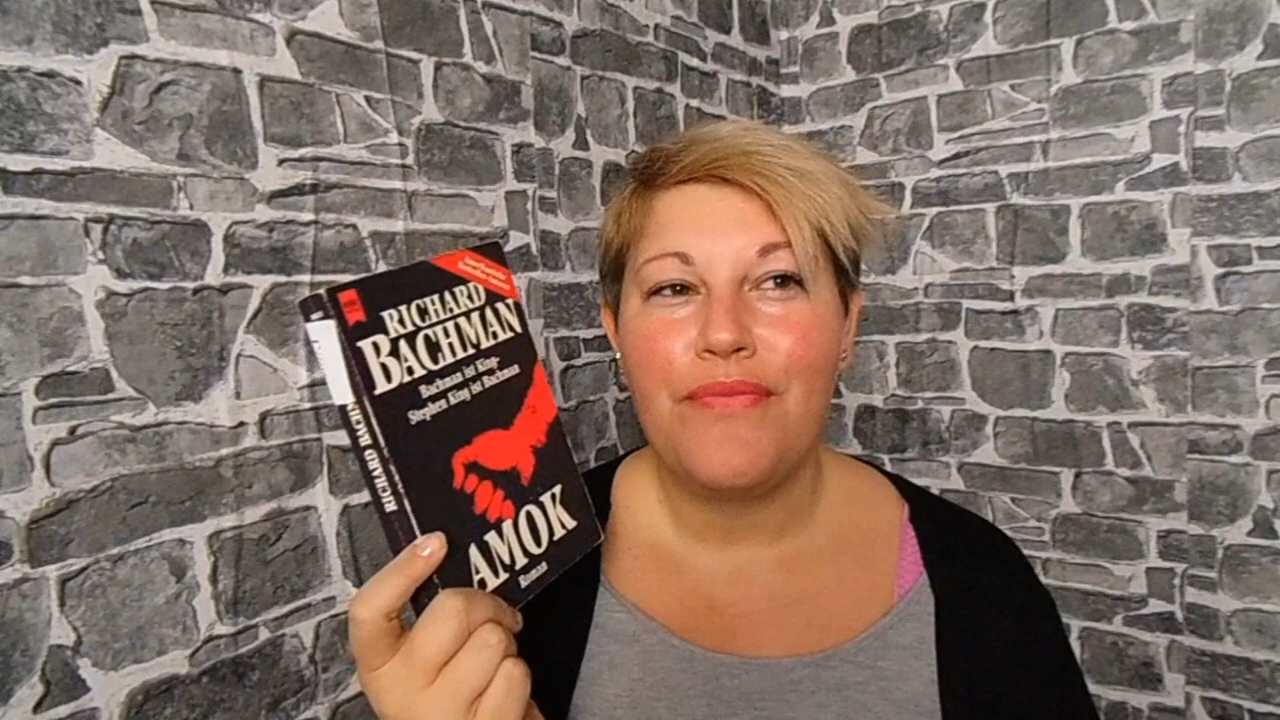 RICHARD
BACHMAN
Bachman ist King-
Stephen King ist Bachman
AMOK
Roman
RICHARD BACH